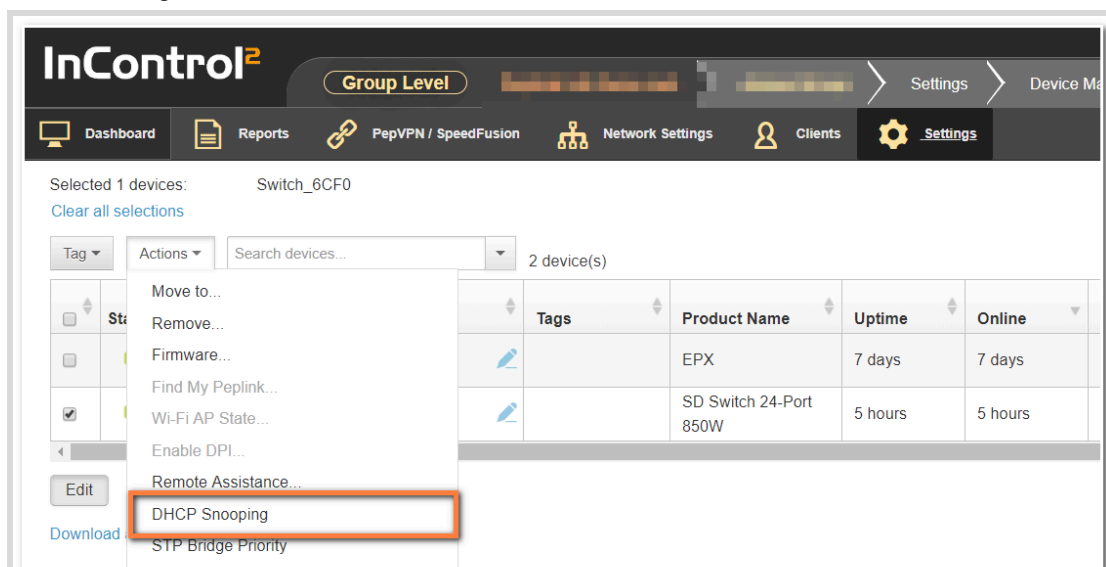 InControl²
Group Level
Settings
Device Ma
Dashboard
Reports
PepVPN / SpeedFusion
Network Settings
Clients
Settings
Selected 1 devices: Switch_6CF0
Clear all selections
Tag
Actions
Search devices...
2 device(s)
Move to...
Remove...
Firmware...
Find My Peplink...
Wi-Fi AP State...
Enable DPI...
Remote Assistance...
DHCP Snooping
STP Bridge Priority
Sta
Tags
Product Name
Uptime
Online
EPX
7 days
7 days
SD Switch 24-Port
850W
5 hours
5 hours
Edit
Download